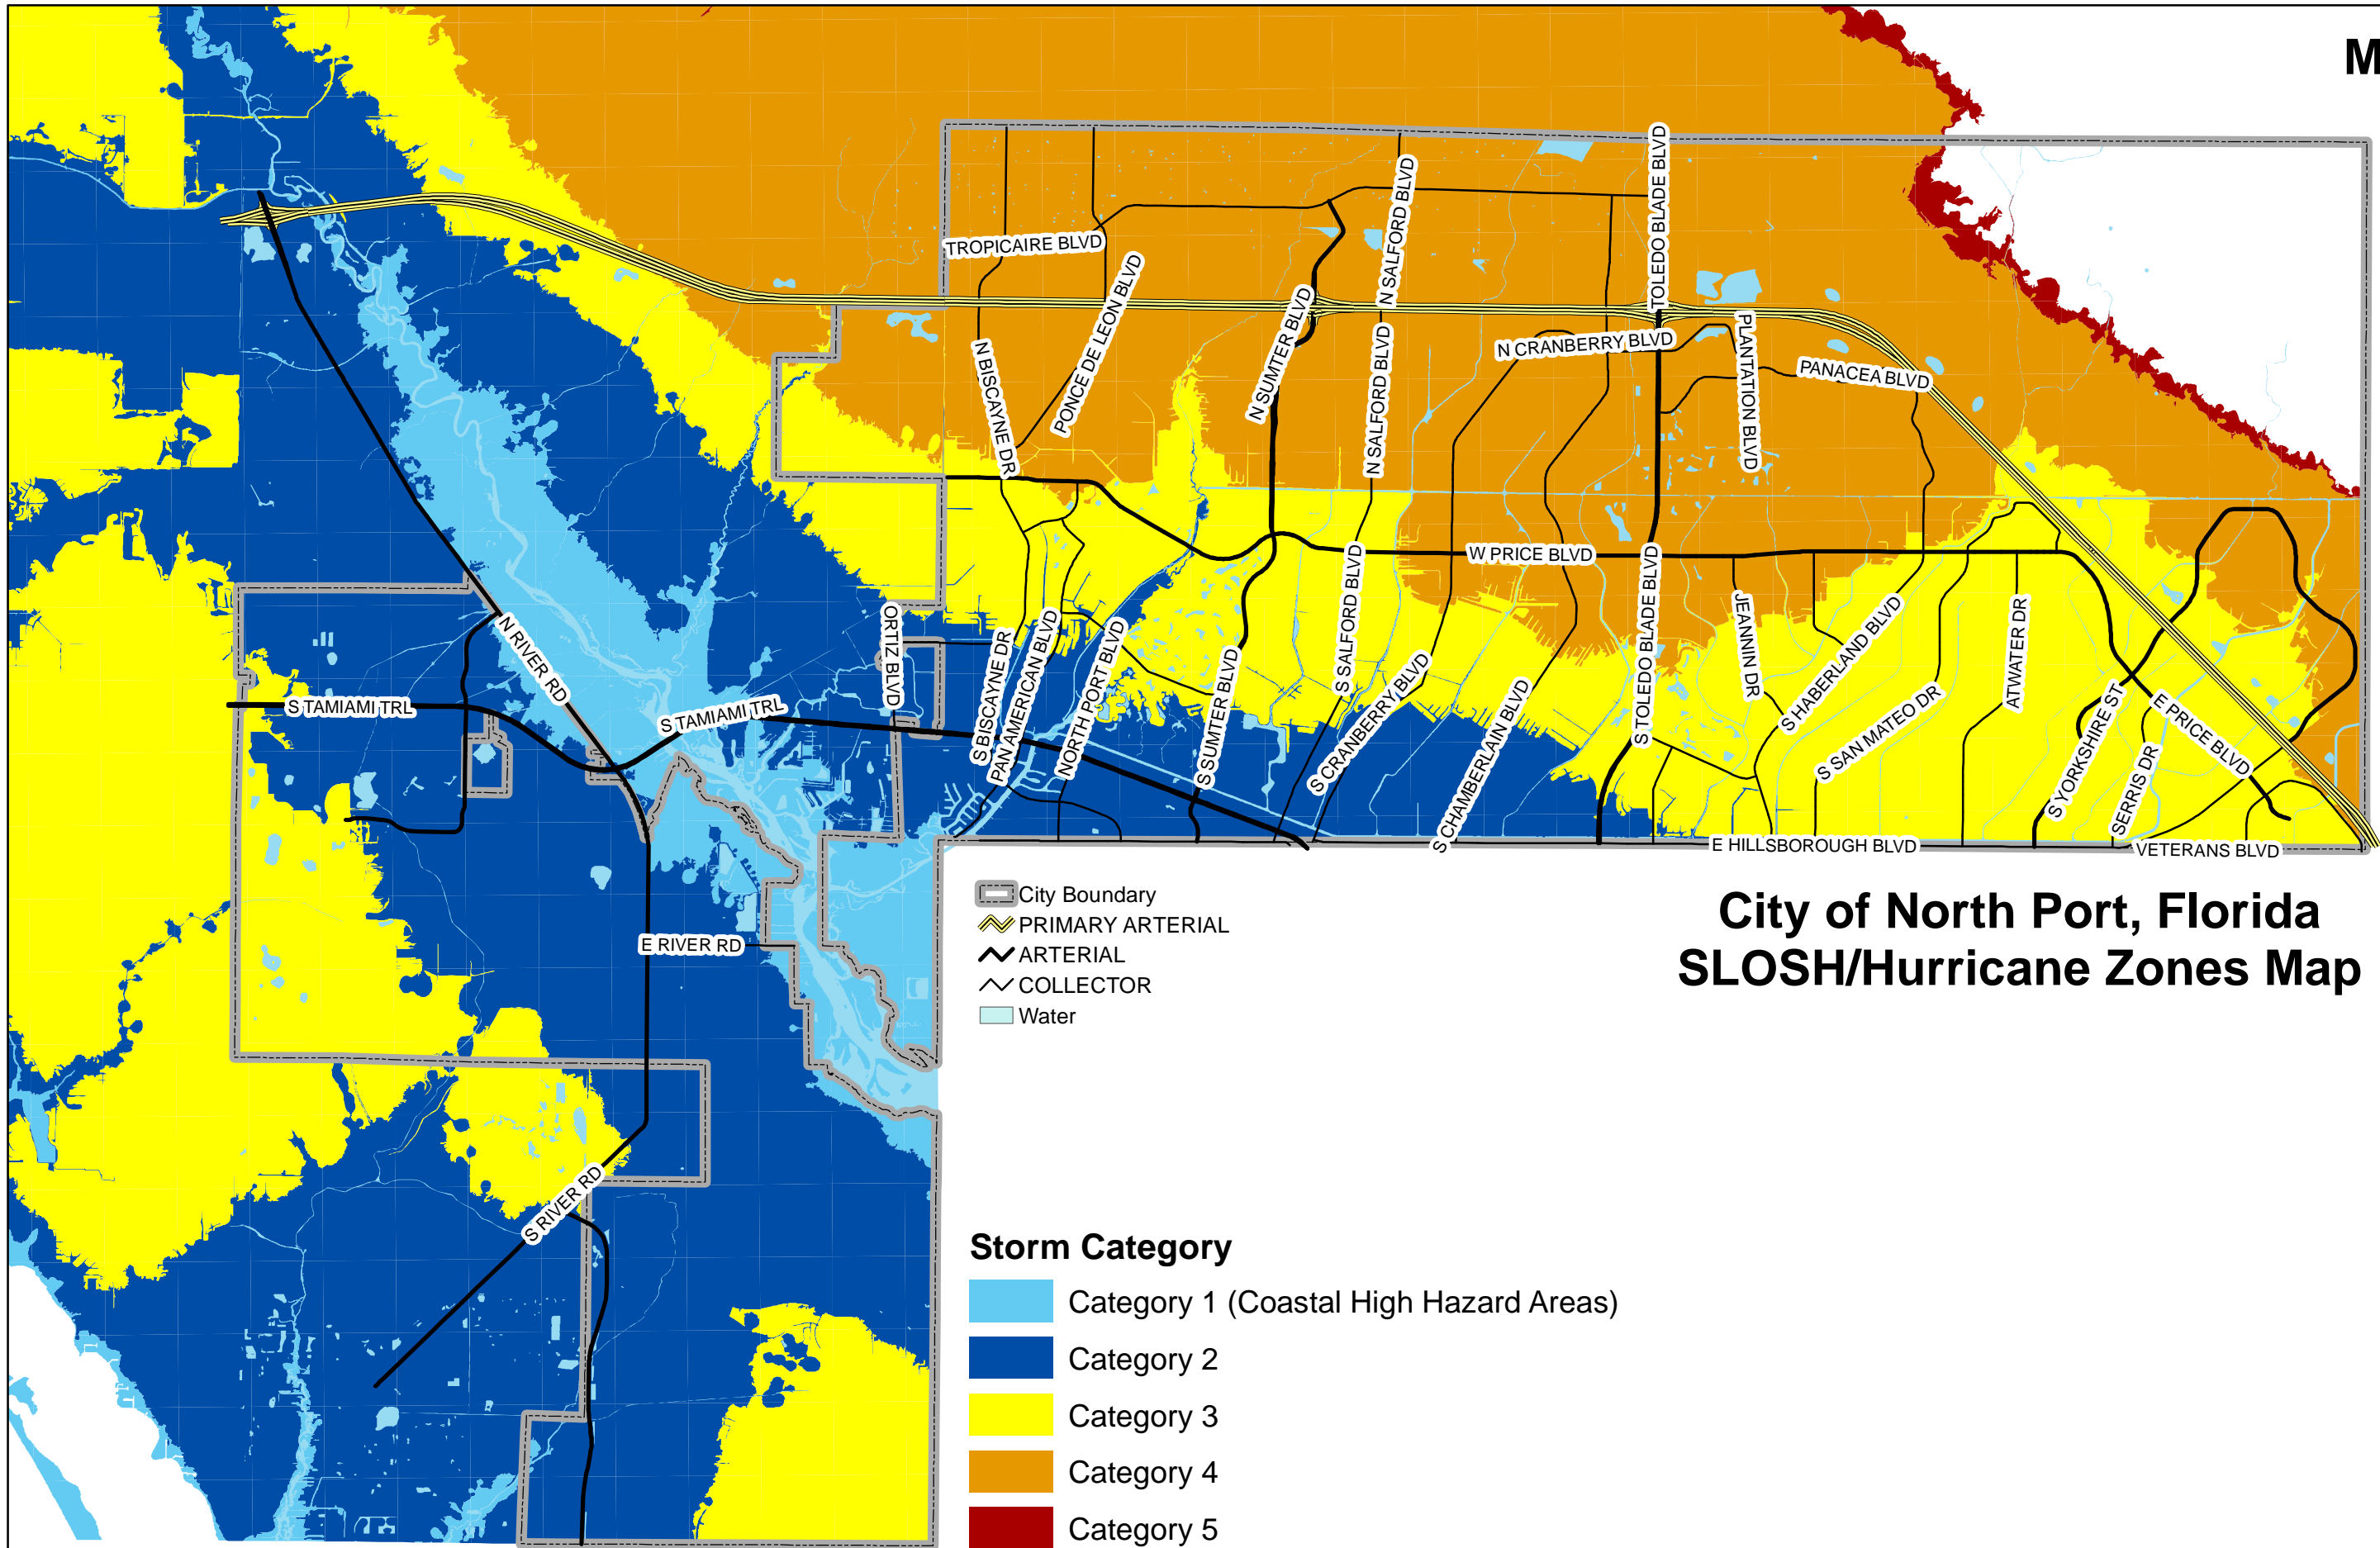 M
TOLEDO BLADE BLVD
N SALFORD BLVD
TROPICAIRE BLVD
PONCE DE LEON BLVD
N SUMTER BLVD
N BISCAYNE DR
N SALFORD BLVD
N CRANBERRY BLVD
PLANTATION BLVD
PANACEA BLVD
W PRICE BLVD
ORTIZ BLVD
N RIVER RD
S TAMIAMI TRL
S TAMIAMI TRL
S BISCAYNE DR
PAN AMERICAN BLVD
NORTH PORT BLVD
S SUMTER BLVD
S SALFORD BLVD
S CRANBERRY BLVD
S CHAMBERLAIN BLVD
S TOLEDO BLADE BLVD
JEANNIN DR
S HABERLAND BLVD
S SAN MATEO DR
ATWATER DR
S YORKSHIRE ST
SERRIS DR
E PRICE BLVD
E HILLSBOROUGH BLVD
VETERANS BLVD
E RIVER RD
S RIVER RD
City Boundary
PRIMARY ARTERIAL
ARTERIAL
COLLECTOR
Water
City of North Port, Florida
SLOSH/Hurricane Zones Map
Storm Category
Category 1 (Coastal High Hazard Areas)
Category 2
Category 3
Category 4
Category 5